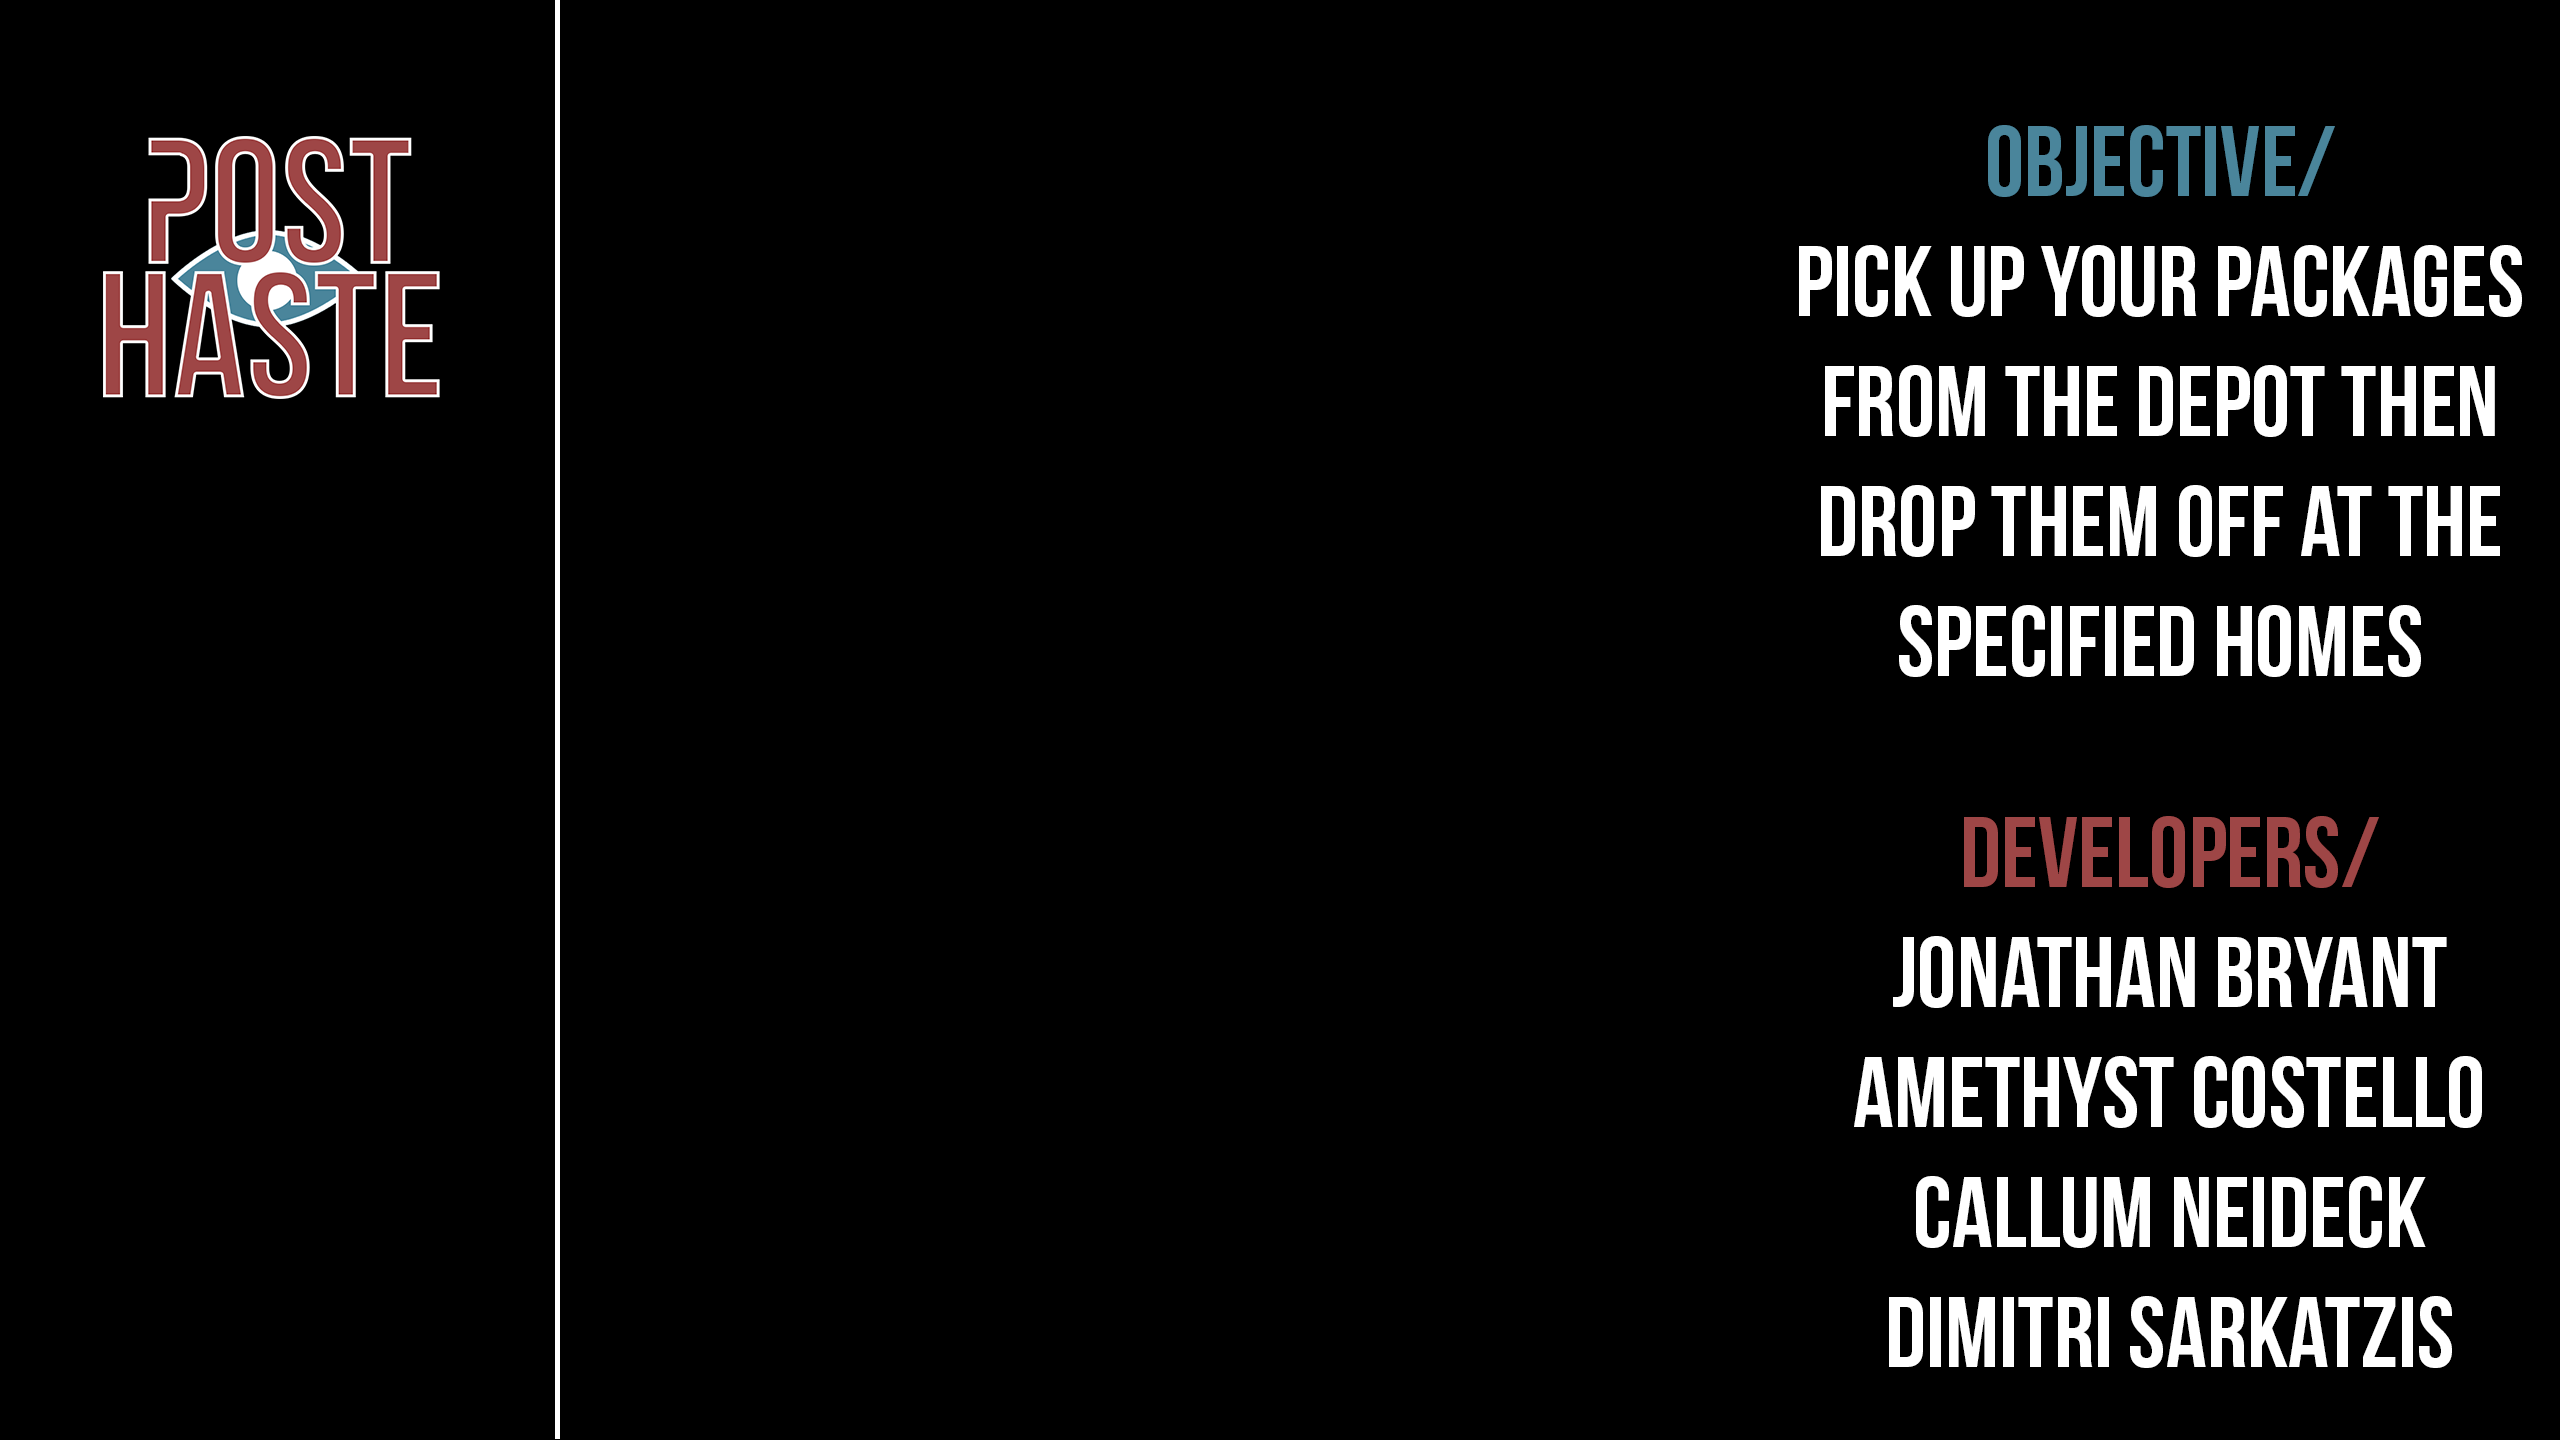 POST
HASTE
OBJECTIVE/
PICK UP YOUR PACKAGES
FROM THE DEPOT THEN
DROP THEM OFF AT THE
SPECIFIED HOMES
DEVELOPERS/
JONATHAN BRYANT
AMETHYST COSTELLO
CALLUM NEIDECK
DIMITRI SARKATZIS